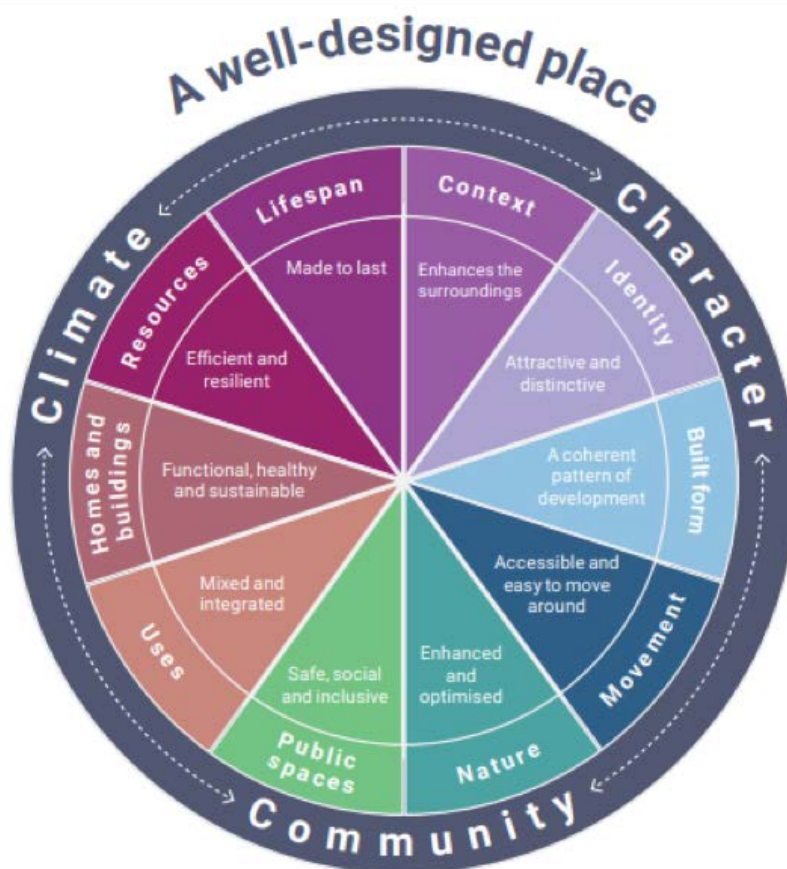 A well-designed place
Climate
Character
Community
Lifespan
Made to last
Context
Enhances the
surroundings
Identity
Attractive and
distinctive
Built form
A coherent
pattern of
development
Movement
Accessible and
easy to move
around
Nature
Enhanced
and
optimised
Public
spaces
Safe, social
and inclusive
Uses
Mixed and
integrated
Homes and
buildings
Functional, healthy
and sustainable
Resources
Efficient and
resilient